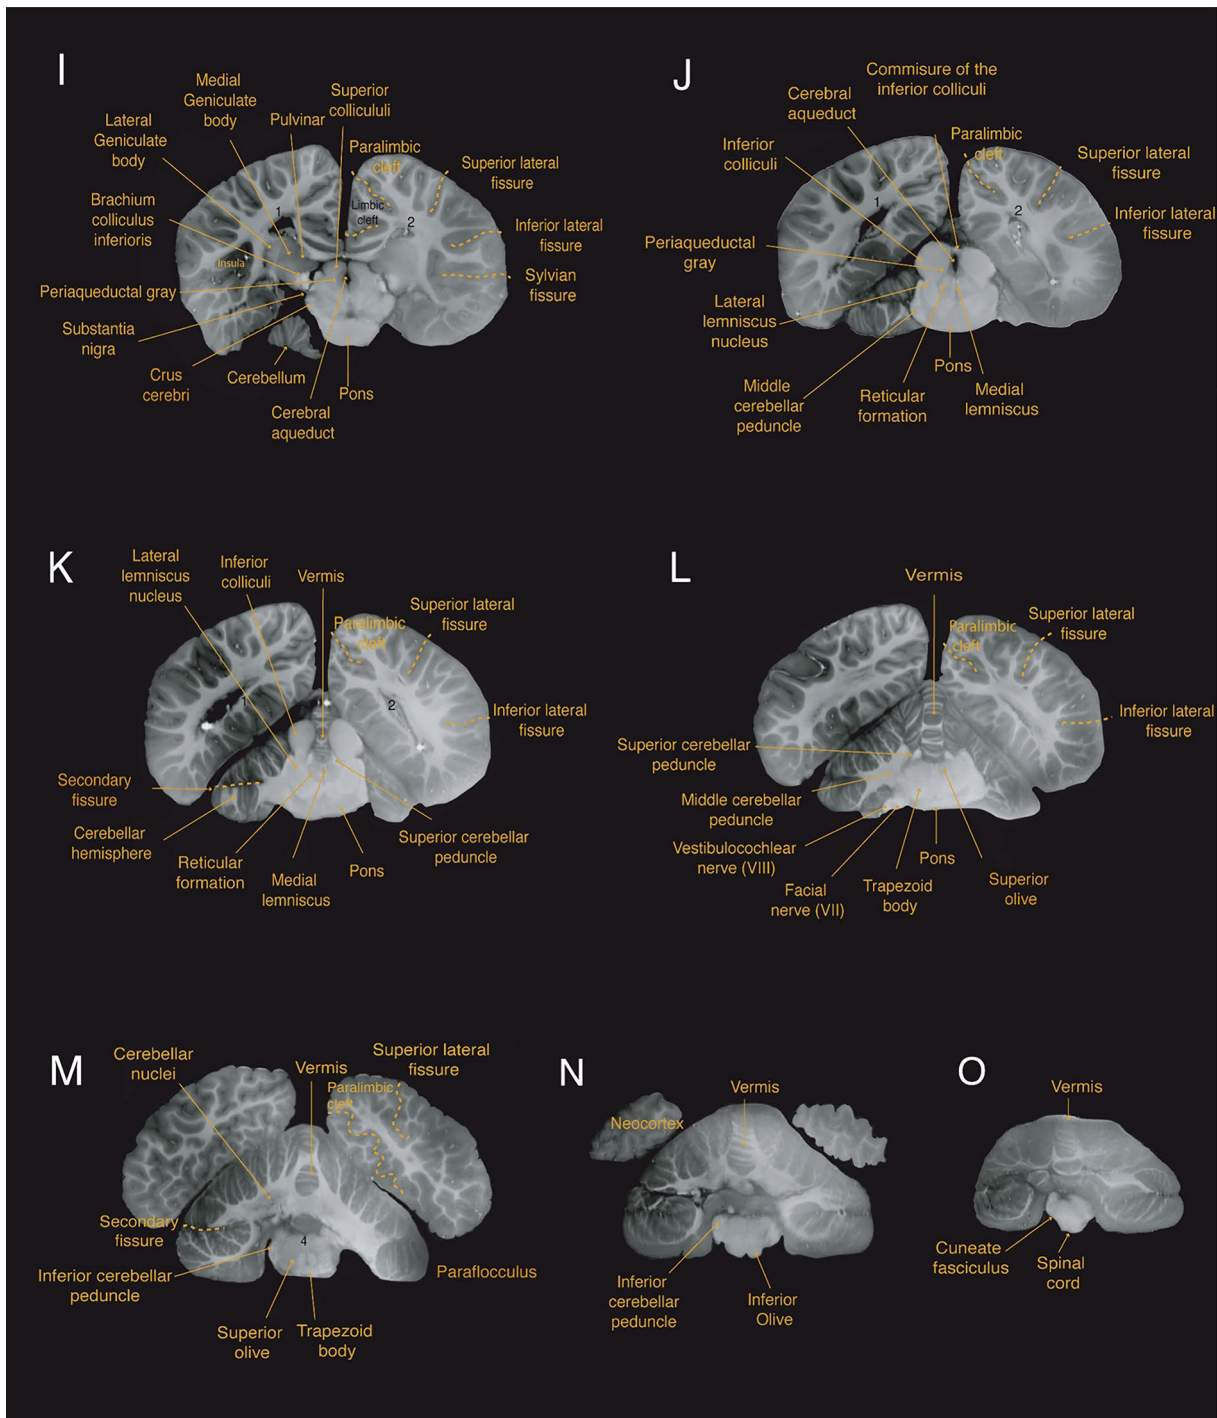 I
Medial
Geniculate
body
Pulvinar
Superior
collicululi
Lateral
Geniculate
body
Paralimbic
cleft
Superior lateral
fissure
Brachium
colliculus
inferioris
Limbic
cleft
1
2
Inferior lateral
fissure
Insula
Periaqueductal gray
Sylvian
fissure
Substantia
nigra
Crus
cerebri
Cerebellum
Pons
Cerebral
aqueduct
J
Commisure of the
inferior colliculi
Cerebral
aqueduct
Inferior
colliculi
Paralimbic
cleft
Superior lateral
fissure
1
2
Inferior lateral
fissure
Periaqueductal
gray
Lateral
lemniscus
nucleus
Pons
Middle
cerebellar
peduncle
Reticular
formation
Medial
lemniscus
K
Lateral
lemniscus
nucleus
Inferior
colliculi
Vermis
Paralimbic
cleft
Superior lateral
fissure
1
2
Inferior lateral
fissure
Secondary
fissure
Cerebellar
hemisphere
Reticular
formation
Medial
lemniscus
Pons
Superior cerebellar
peduncle
L
Vermis
Paralimbic
cleft
Superior lateral
fissure
Inferior lateral
fissure
Superior cerebellar
peduncle
Middle cerebellar
peduncle
Vestibulocochlear
nerve (VIII)
Facial
nerve (VII)
Trapezoid
body
Pons
Superior
olive
M
Cerebellar
nuclei
Vermis
Superior lateral
fissure
Paralimbic
cleft
Secondary
fissure
4
Inferior cerebellar
peduncle
Paraflocculus
Superior
olive
Trapezoid
body
N
Vermis
Neocortex
Inferior
cerebellar
peduncle
Inferior
Olive
O
Vermis
Cuneate
fasciculus
Spinal
cord